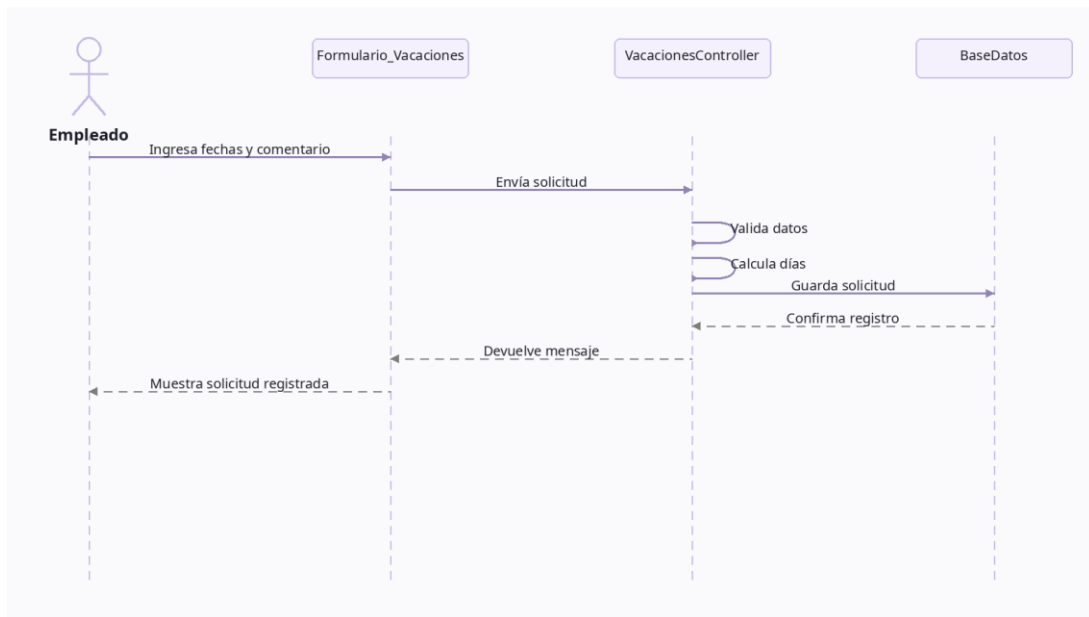 Formulario_Vacaciones
VacacionesController
BaseDatos
Empleado
Ingresa fechas y comentario
Envía solicitud
Valida datos
Calcula días
Guarda solicitud
Confirma registro
Devuelve mensaje
Muestra solicitud registrada